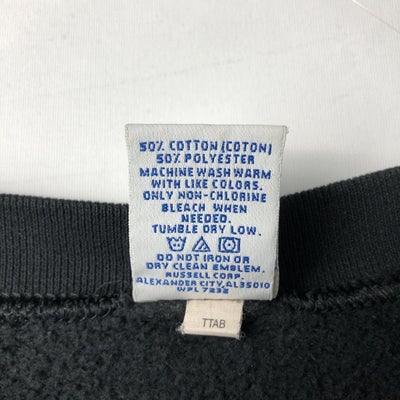 50% COTTON (COTON)
50% POLYESTER
MACHINE WASH WARM
WITH LIKE COLORS.
ONLY NON-CHLORINE
BLEACH WHEN
NEEDED.
TUMBLE DRY LOW.
DO NOT IRON OR
DRY CLEAN EMBLEM.
RUSSELL CORP.
ALEXANDER CITY, AL35010
WPL 7232
TTAB